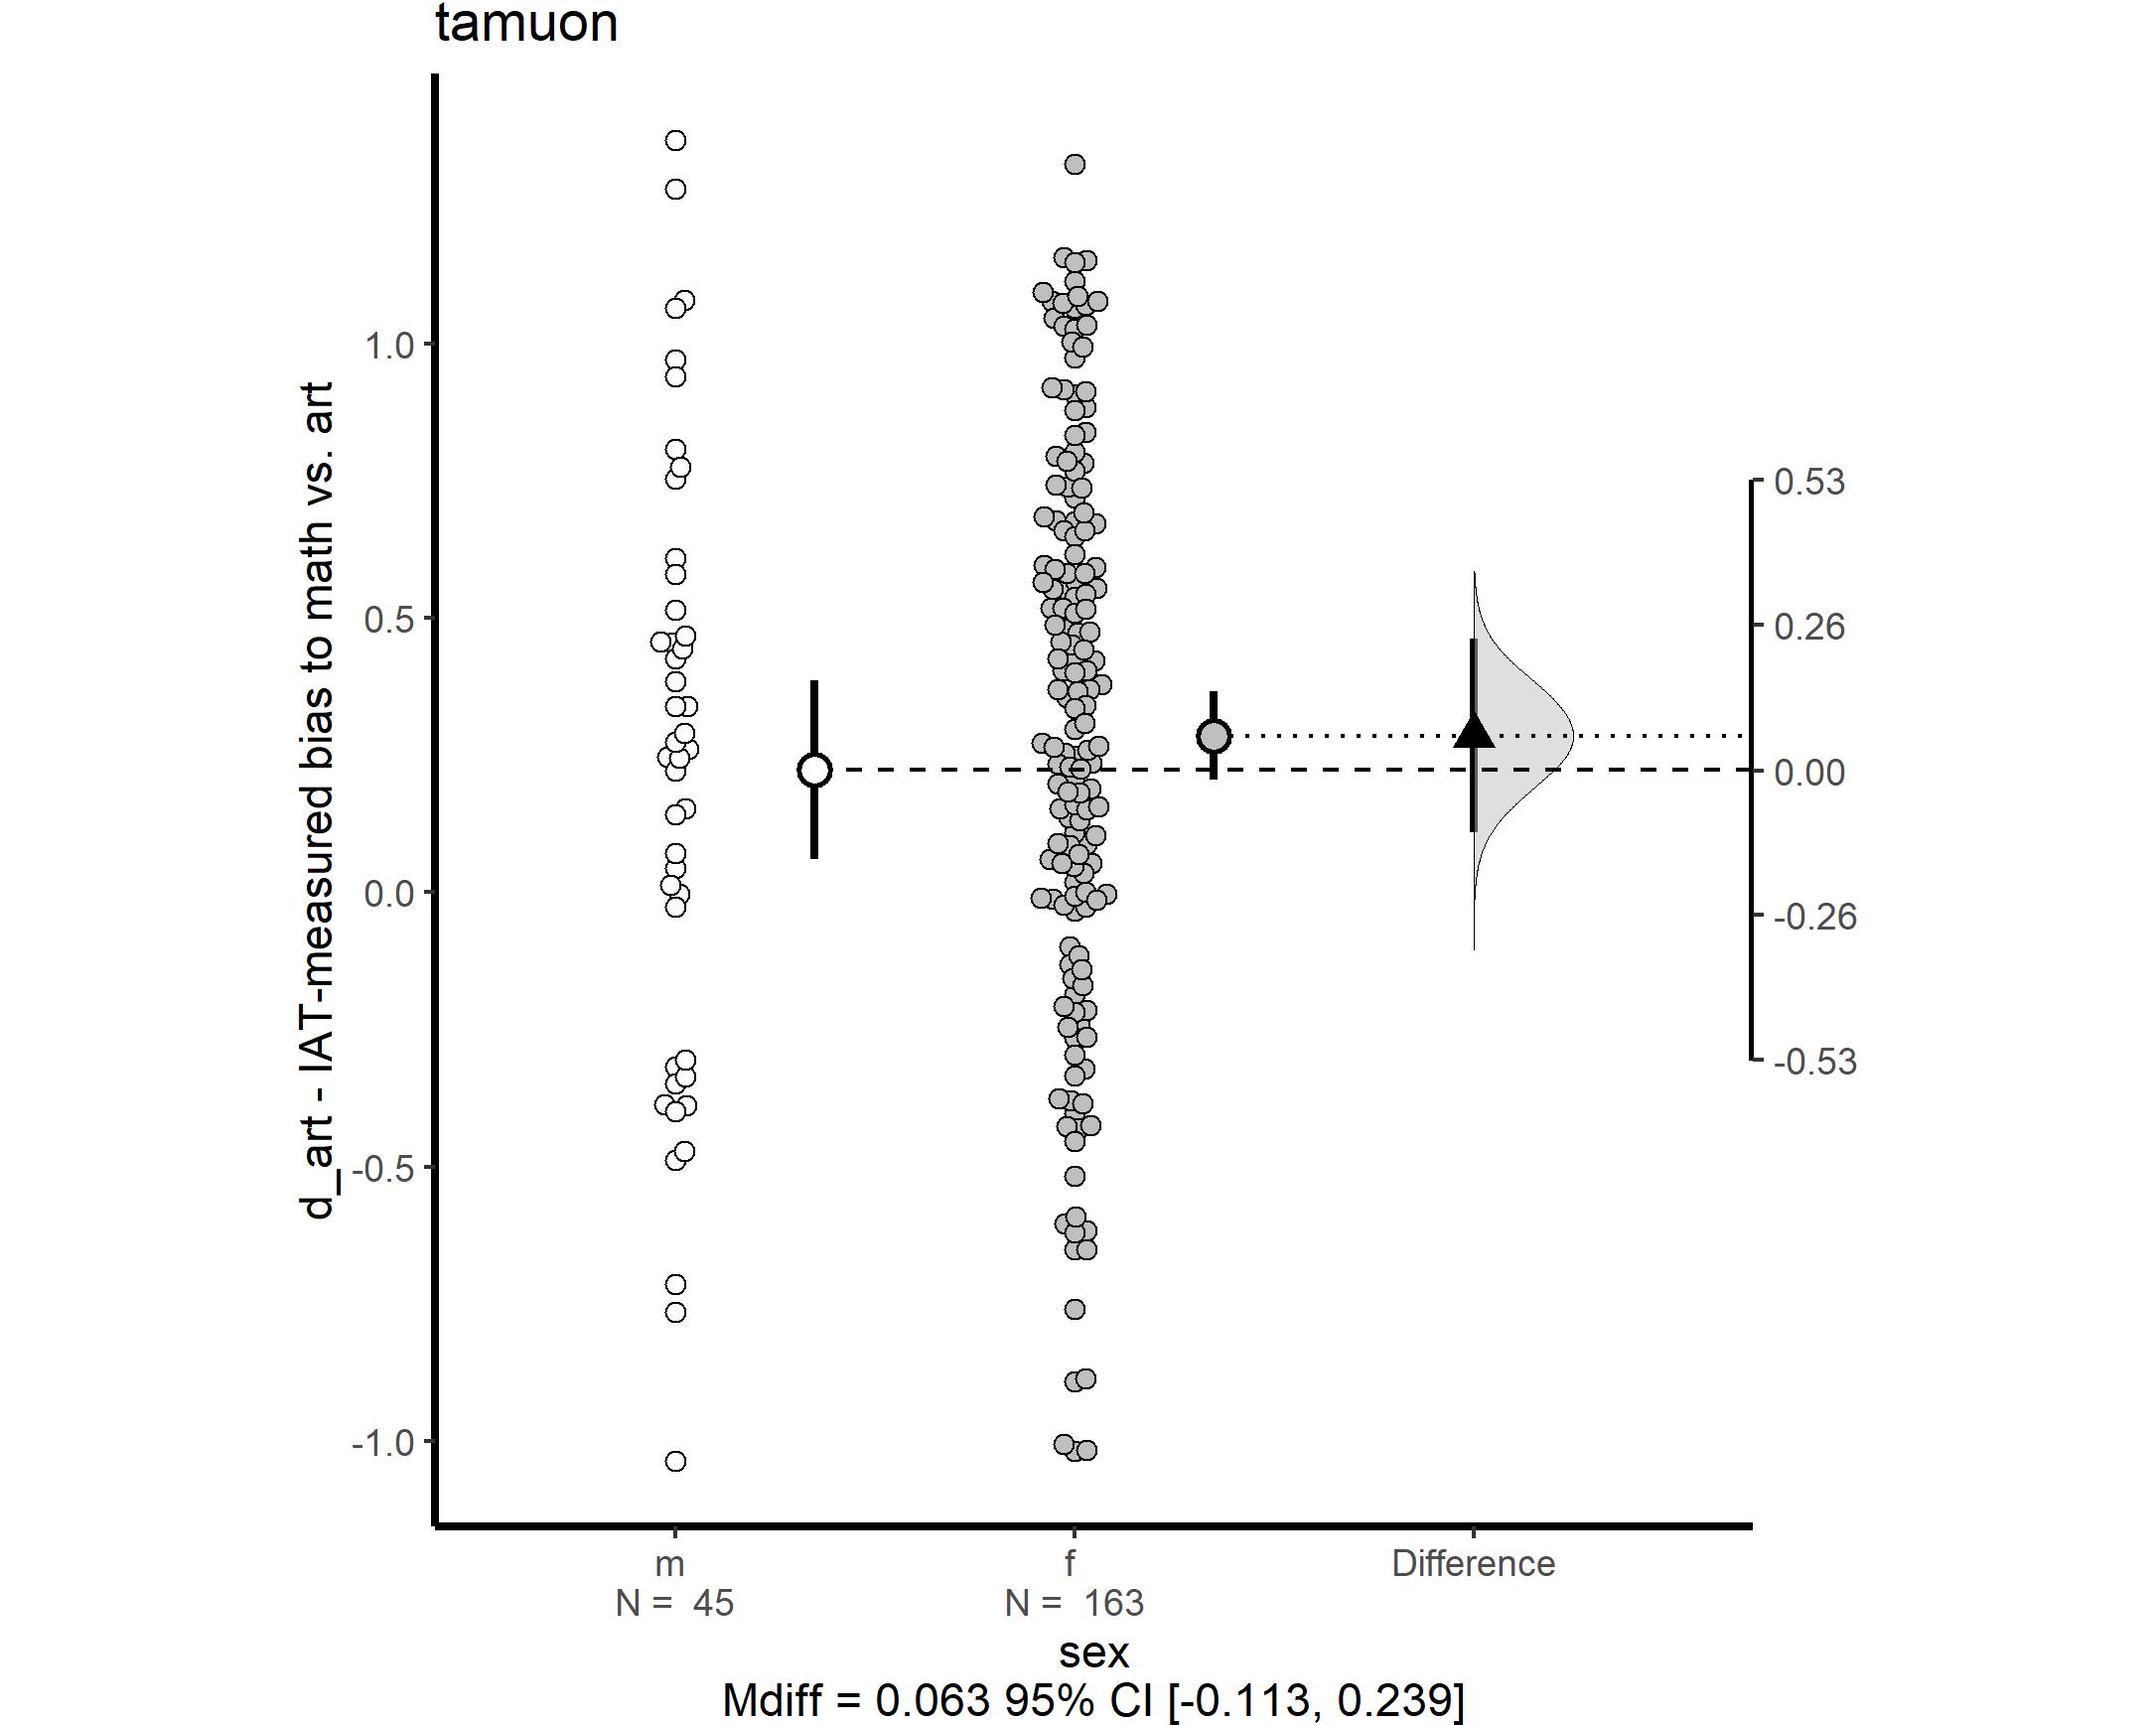 tamuon
d_art - IAT-measured bias to math vs. art
1.0
0.5
0.0
-0.5
-1.0
0.53
0.26
0.00
-0.26
-0.53
m
N =  45
f
N =  163
Difference
sex
Mdiff = 0.063 95% CI [-0.113, 0.239]